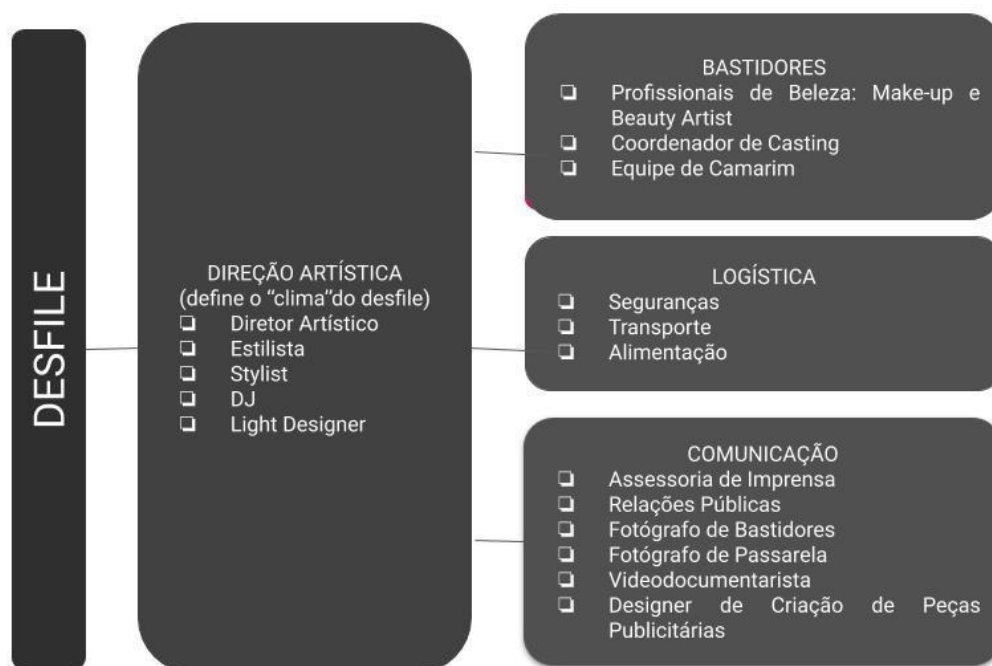 DESFILE
DIREÇÃO ARTÍSTICA
(define o “clima”do desfile)
❏ Diretor Artístico
❏ Estilista
❏ Stylist
❏ DJ
❏ Light Designer
BASTIDORES
❏ Profissionais de Beleza: Make-up e
Beauty Artist
❏ Coordenador de Casting
❏ Equipe de Camarim
LOGÍSTICA
❏ Seguranças
❏ Transporte
❏ Alimentação
COMUNICAÇÃO
❏ Assessoria de Imprensa
❏ Relações Públicas
❏ Fotógrafo de Bastidores
❏ Fotógrafo de Passarela
❏ Videodocumentarista
❏ Designer de Criação de Peças
Publicitárias